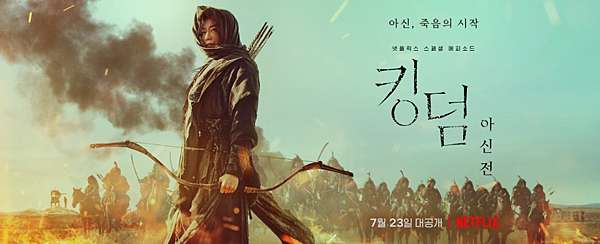 아신, 죽음의 시작
넷플릭스 스페셜 에피소드
킹덤
아신전
7월 23일 대공개 | NETFLIX